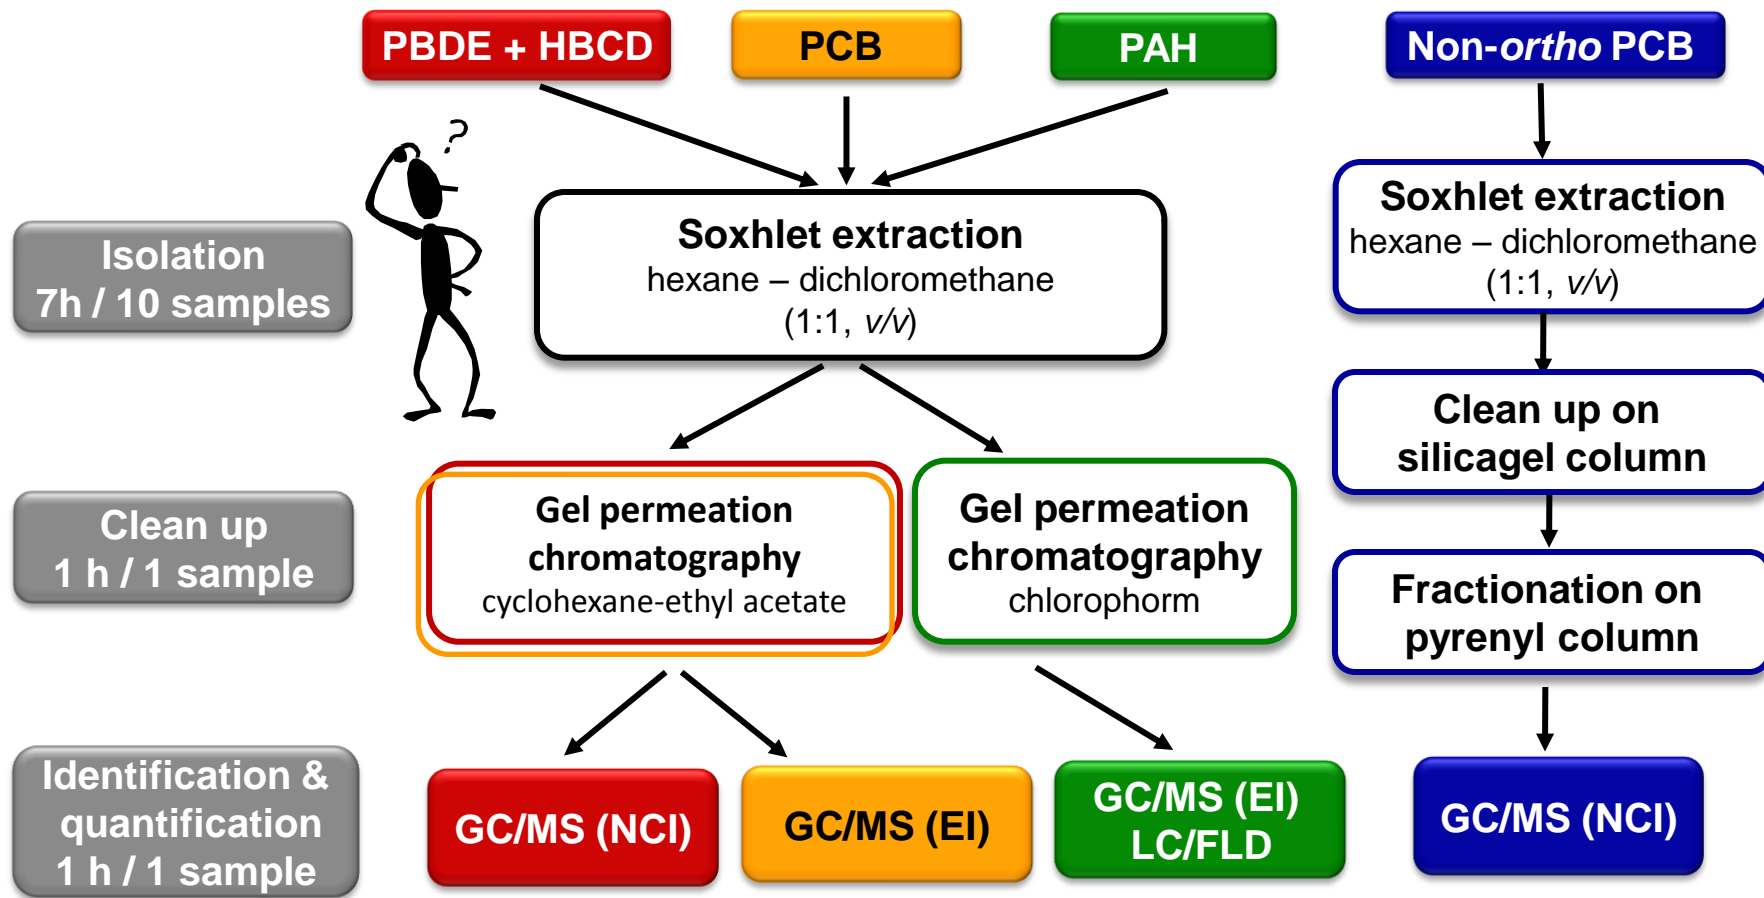 PBDE + HBCD
PCB
PAH
Non-ortho PCB
?
Isolation
7h / 10 samples
Soxhlet extraction
hexane – dichloromethane
(1:1, v/v)
Soxhlet extraction
hexane – dichloromethane
(1:1, v/v)
Clean up on
silicagel column
Clean up
1 h / 1 sample
Gel permeation
chromatography
cyclohexane-ethyl acetate
Gel permeation
chromatography
chlorophorm
Fractionation on
pyrenyl column
Identification &
quantification
1 h / 1 sample
GC/MS (NCI)
GC/MS (EI)
GC/MS (EI)
LC/FLD
GC/MS (NCI)